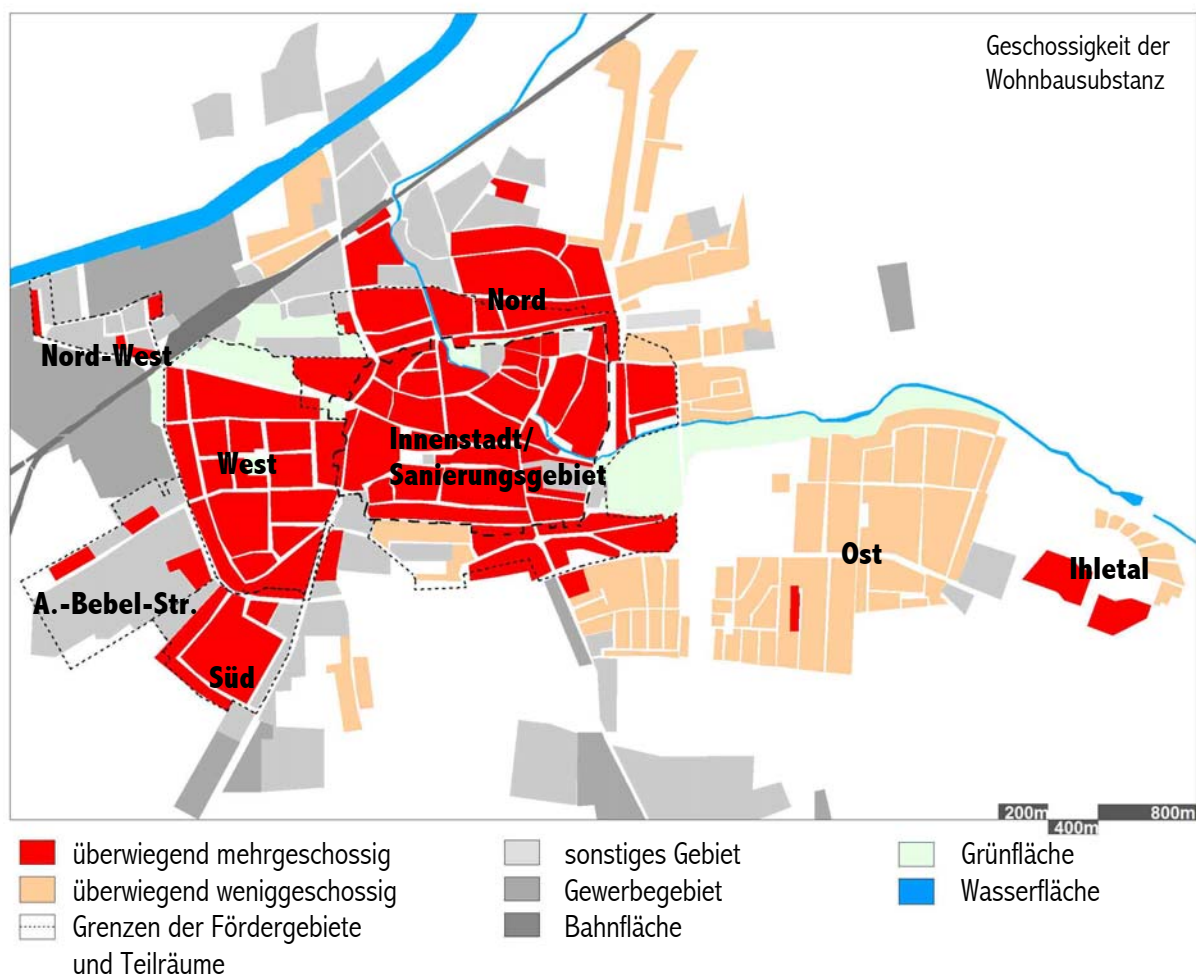 Geschossigkeit der
Wohnbausubstanz
Nord
Nord-West
Innenstadt/
Sanierungsgebiet
West
Ost
Ihletal
A.-Bebel-Str.
Süd
200m
800m
400m
überwiegend mehrgeschossig
überwiegend weniggeschossig
Grenzen der Fördergebiete
und Teilräume
sonstiges Gebiet
Gewerbegebiet
Bahnfläche
Grünfläche
Wasserfläche